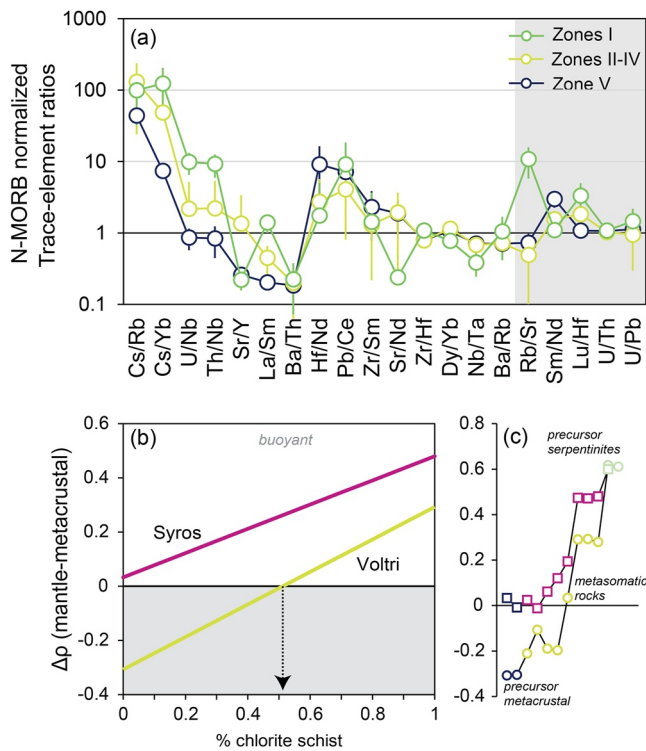 (a)
Zones I
Zones II-IV
Zone V
N-MORB normalized
Trace-element ratios
1000
100
10
1
0.1
Cs/Rb
Cs/Yb
U/Nb
Th/Nb
Sr/Y
La/Sm
Ba/Th
Hf/Nd
Pb/Ce
Zr/Sm
Sr/Nd
Zr/Hf
Dy/Yb
Nb/Ta
Ba/Rb
Rb/Sr
Sm/Nd
Lu/Hf
U/Th
U/Pb
(b)
buoyant
Syros
Voltri
Δρ (mantle-metacrustal)
0.6
0.4
0.2
0
-0.2
-0.4
0
0.2
0.4
0.6
0.8
1
% chlorite schist
(c)
precursor
serpentinites
metasomatic
rocks
precursor
metacrustal
0.8
0.6
0.4
0.2
0
-0.2
-0.4